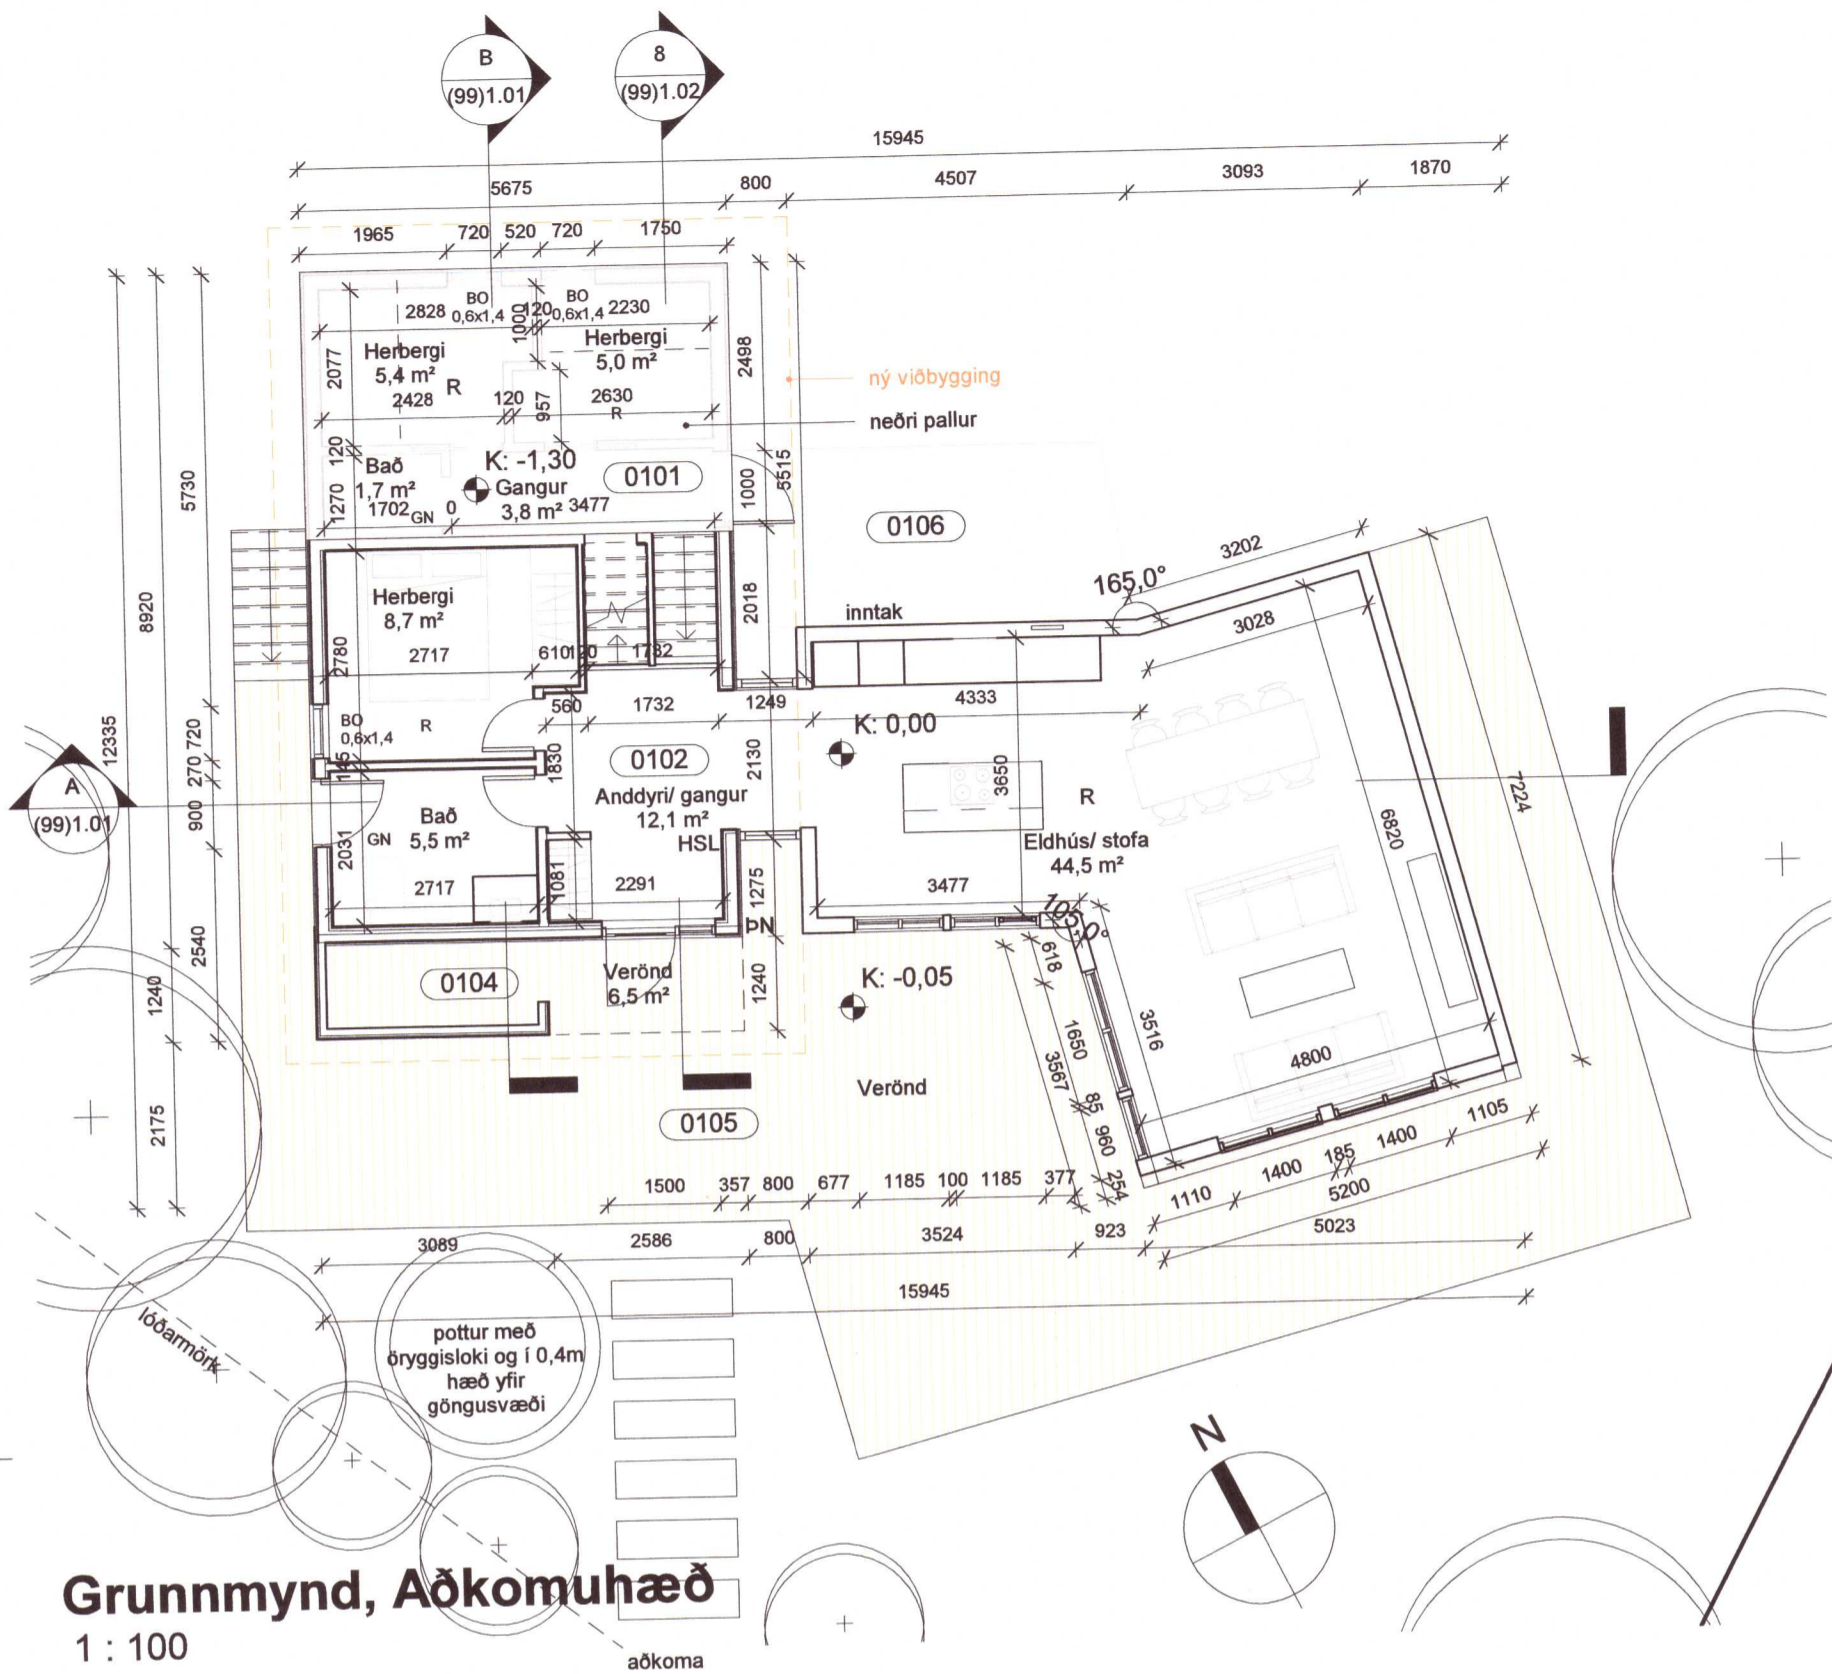 B
(99)1.01
8
(99)1.02
15945
5675
800
4507
3093
1870
1965
720
520
720
1750
BO
0,6x1,4
BO
0,6x1,4
2828
1000
120
2230
Herbergi
5,4 m²
Herbergi
5,0 m²
2077
R
2428
120
957
2630
R
2498
ný viðbygging
neðri pallur
120
Bað
1,7 m²
K: -1,30
Gangur
3,8 m²
0101
1270
1702
GN
0
3477
1000
5515
5730
0106
8920
12335
Herbergi
8,7 m²
2780
2717
610
120
1732
2018
inntak
165,0°
3202
3028
560
1732
1249
4333
K: 0,00
BO
0,6x1,4
R
720
270
145
1830
0102
2130
Anddyri/ gangur
12,1 m²
HSL
3650
R
A
(99)1.01
900
2031
GN
Bað
5,5 m²
2717
1081
2291
1275
ÞN
3477
Eldhús/ stofa
44,5 m²
6820
7224
105,0°
2540
1240
0104
Verönd
6,5 m²
1240
K: -0,05
618
1650
3567
85
960
254
3516
4800
Verönd
2175
0105
1105
1400
185
1400
1110
5200
5023
1500
357
800
677
1185
100
1185
377
3089
2586
800
3524
923
15945
lóðarmörk
pottur með
öryggisloki og í 0,4m
hæð yfir
göngusvæði
N
Grunnmynd, Aðkomuhæð
1 : 100
aðkoma